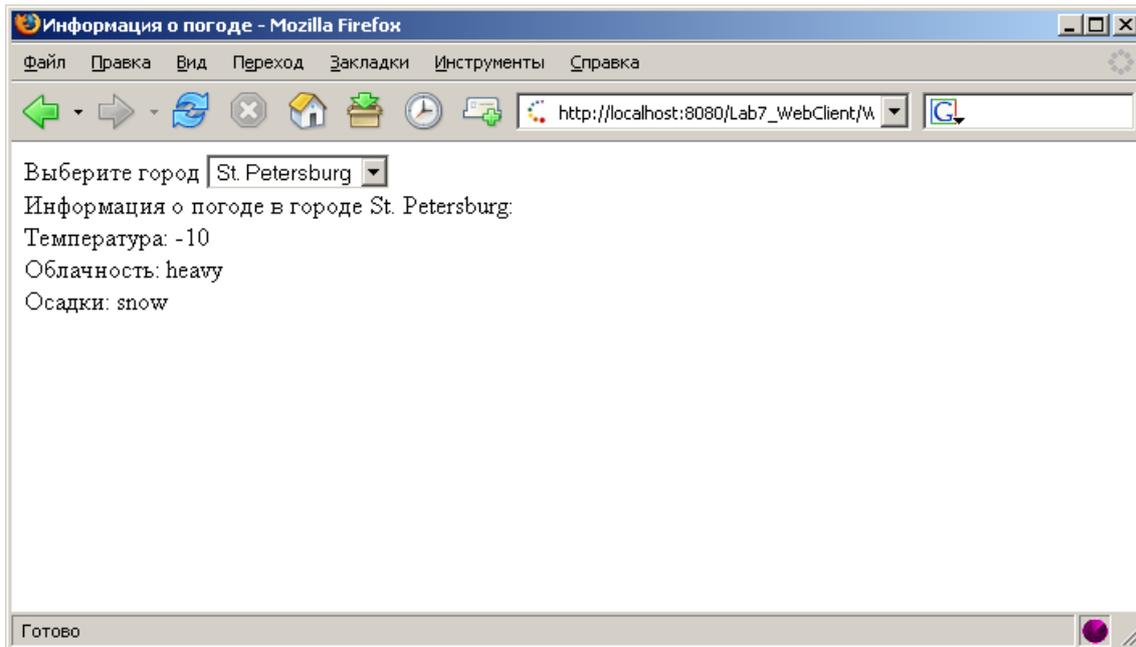 Информация о погоде - Mozilla Firefox
Файл Правка Вид Переход Закладки Инструменты Справка
http://localhost:8080/Lab7_WebClient/W
G
Выберите город St. Petersburg
Информация о погоде в городе St. Petersburg:
Температура: -10
Облачность: heavy
Осадки: snow
Готово